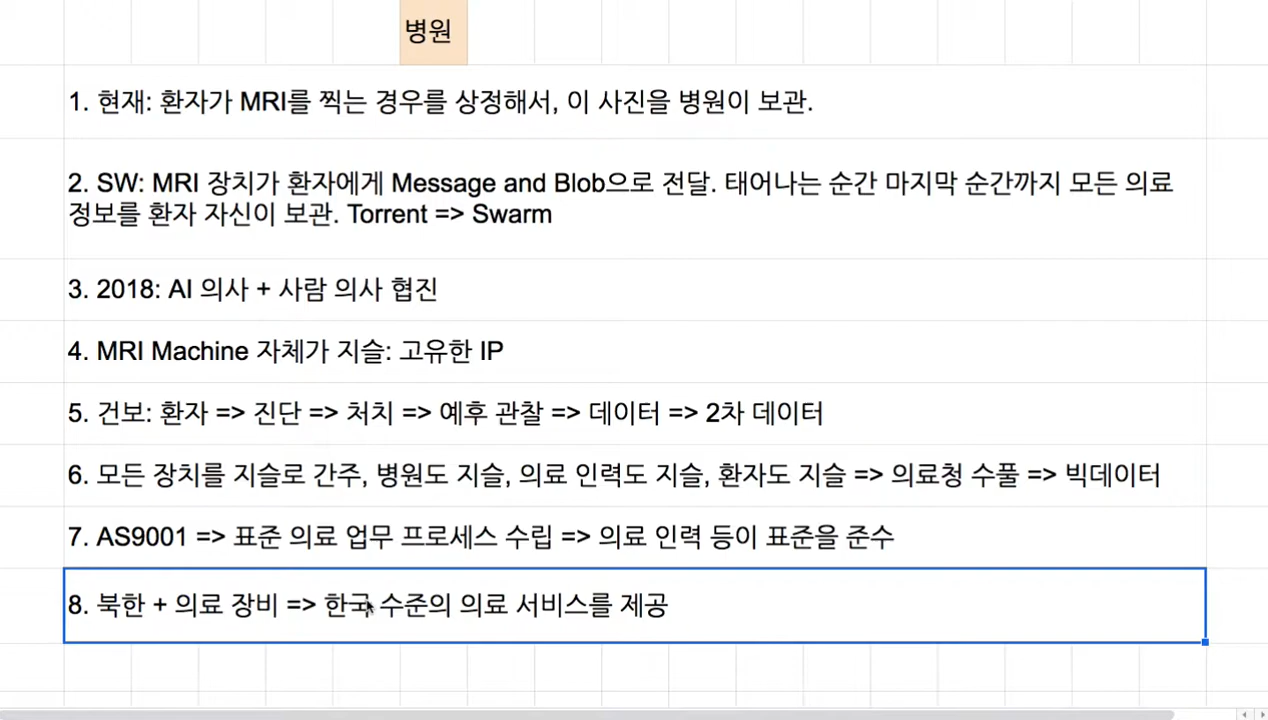 병원
1. 현재: 환자가 MRI를 찍는 경우를 상정해서, 이 사진을 병원이 보관.
2. SW: MRI 장치가 환자에게 Message and Blob으로 전달. 태어나는 순간 마지막 순간까지 모든 의료
정보를 환자 자신이 보관. Torrent => Swarm
3. 2018: AI 의사 + 사람 의사 협진
4. MRI Machine 자체가 지슬: 고유한 IP
5. 건보: 환자 => 진단 => 처치 => 예후 관찰 => 데이터 => 2차 데이터
6. 모든 장치를 지슬로 간주, 병원도 지슬, 의료 인력도 지슬, 환자도 지슬 => 의료청 수풀 => 빅데이터
7. AS9001 => 표준 의료 업무 프로세스 수립 => 의료 인력 등이 표준을 준수
8. 북한 + 의료 장비 => 한국 수준의 의료 서비스를 제공